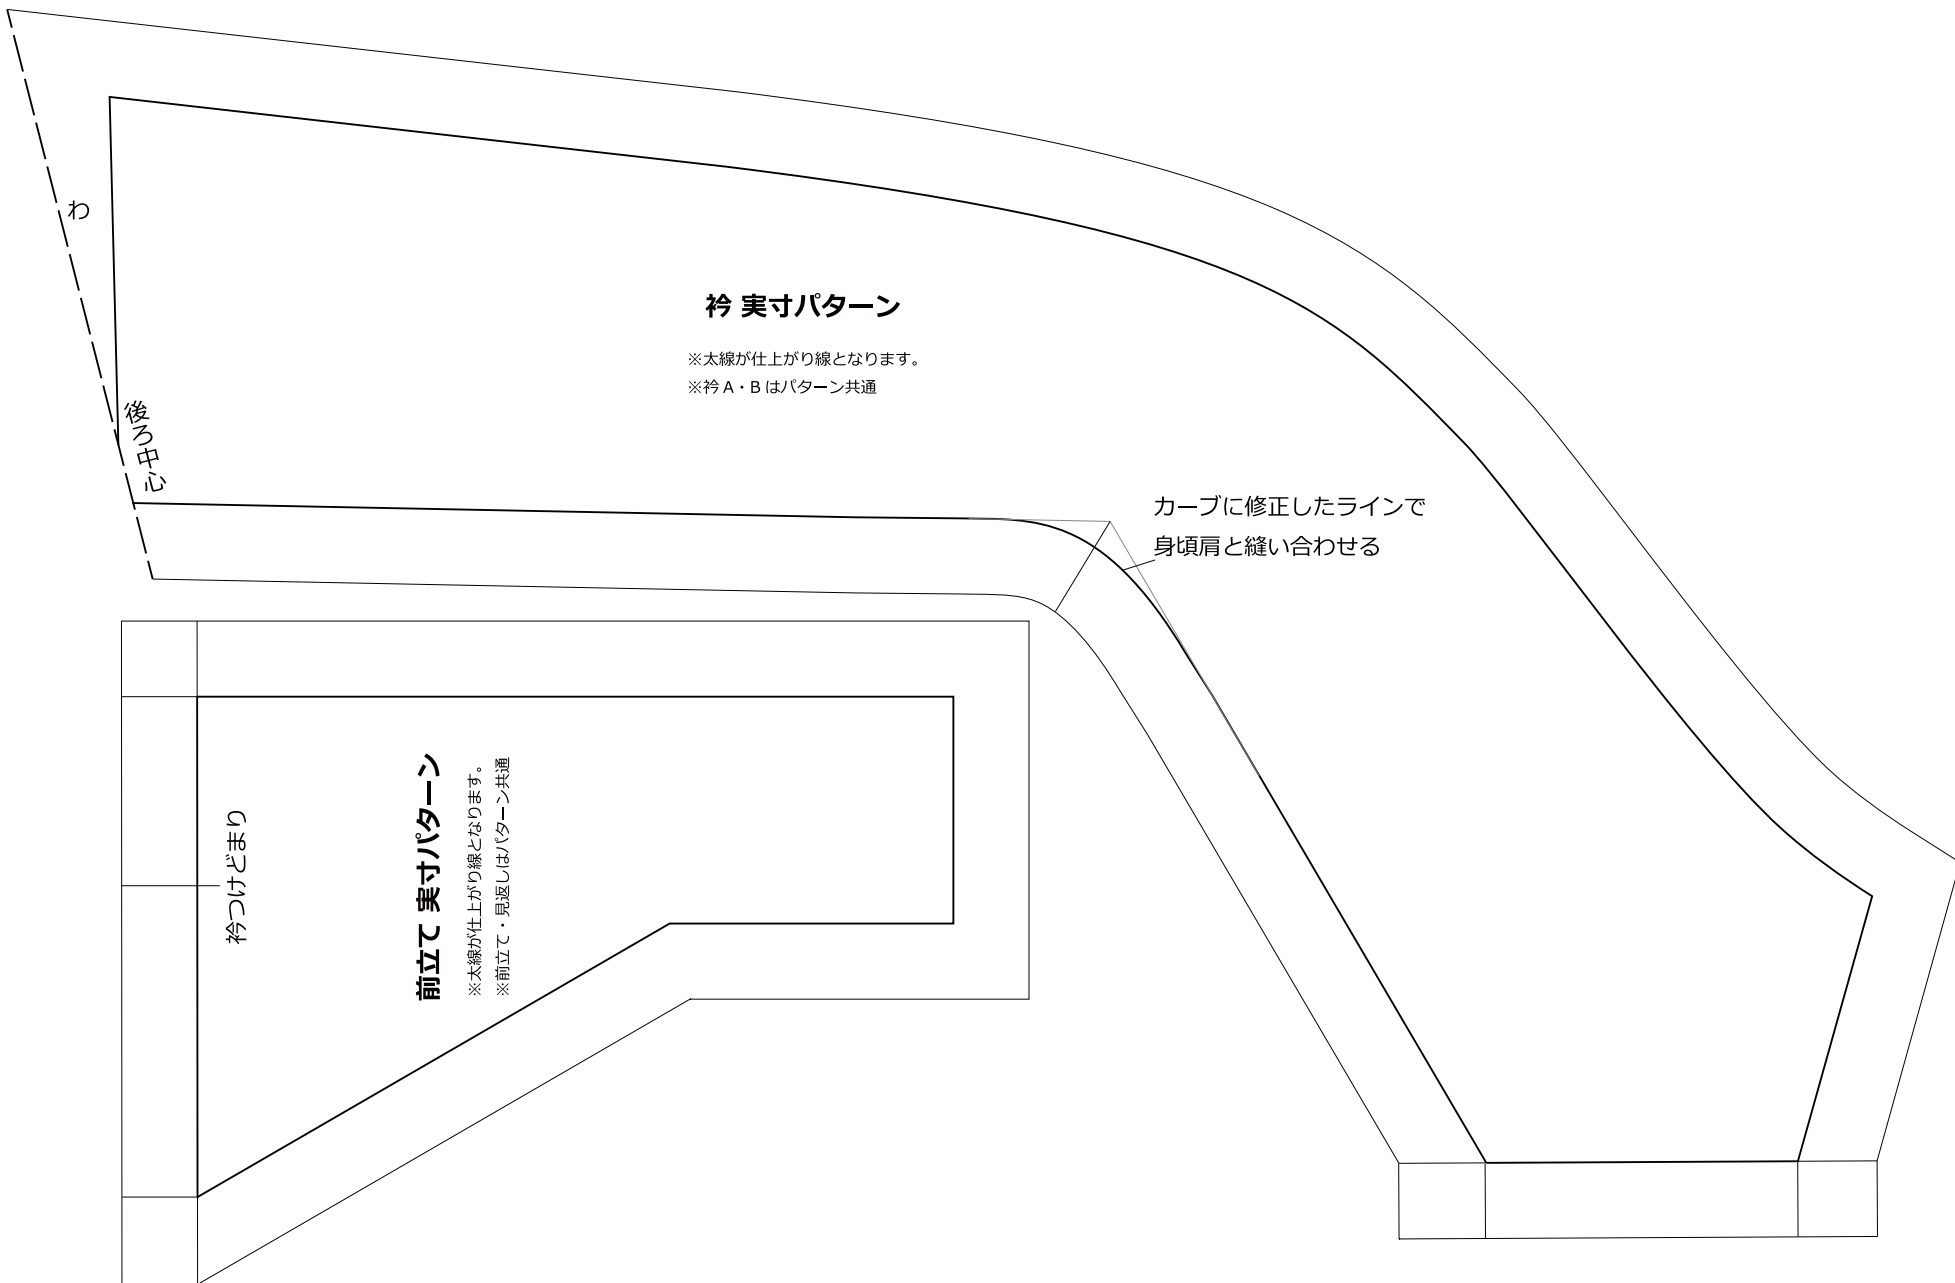 わ
後ろ中心
衿 実寸パターン
※太線が仕上がり線となります。
※衿 A・B はパターン共通
カーブに修正したラインで
身頃肩と縫い合わせる
衿つけどまり
前立て 実寸パターン
※太線が仕上がり線となります。
※前立て・見返しはパターン共通